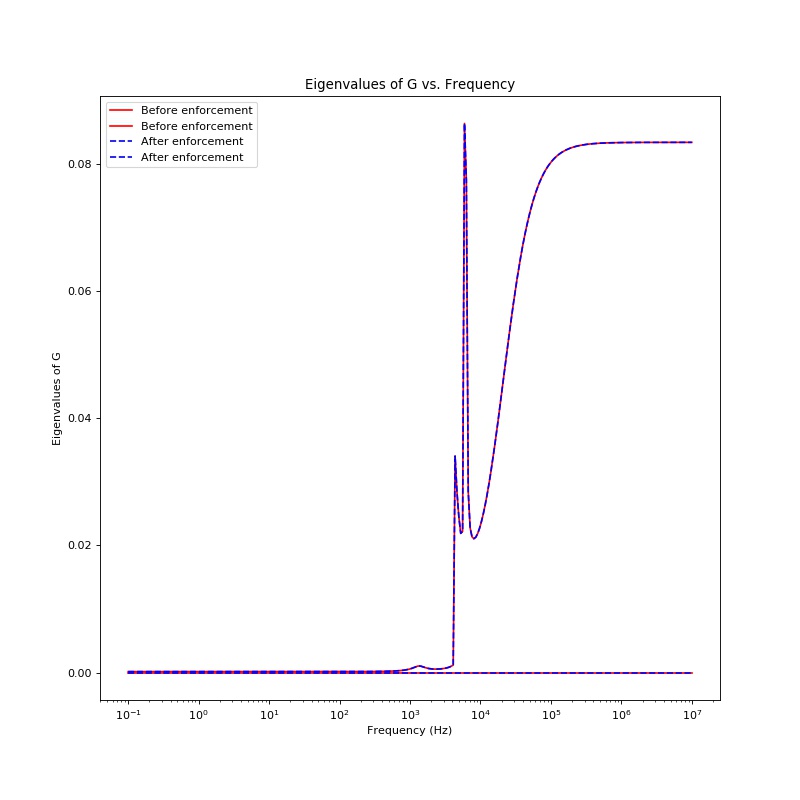 Eigenvalues of G vs. Frequency
Before enforcement
Before enforcement
After enforcement
After enforcement
0.08
0.06
0.04
0.02
0.00
Eigenvalues of G
10⁻¹ 10⁰ 10¹ 10² 10³ 10⁴ 10⁵ 10⁶ 10⁷
Frequency (Hz)